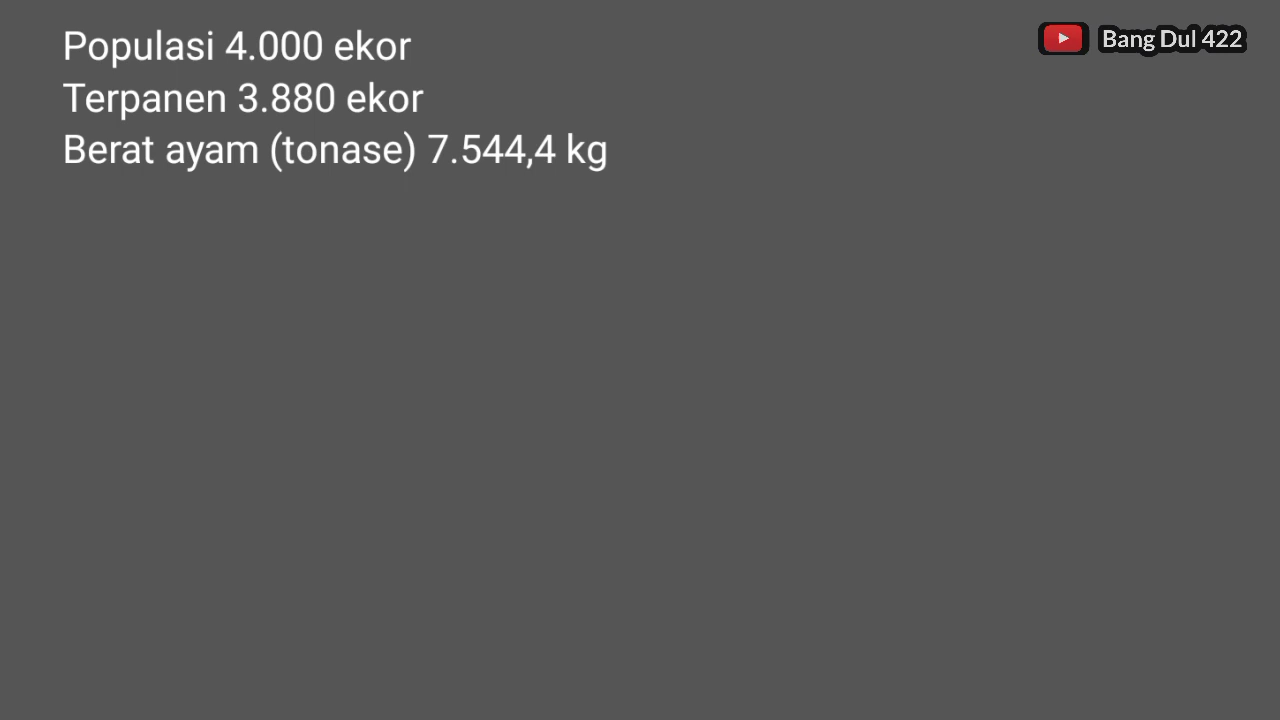 Populasi 4.000 ekor
Terpanen 3.880 ekor
Berat ayam (tonase) 7.544,4 kg
Bang Dul 422